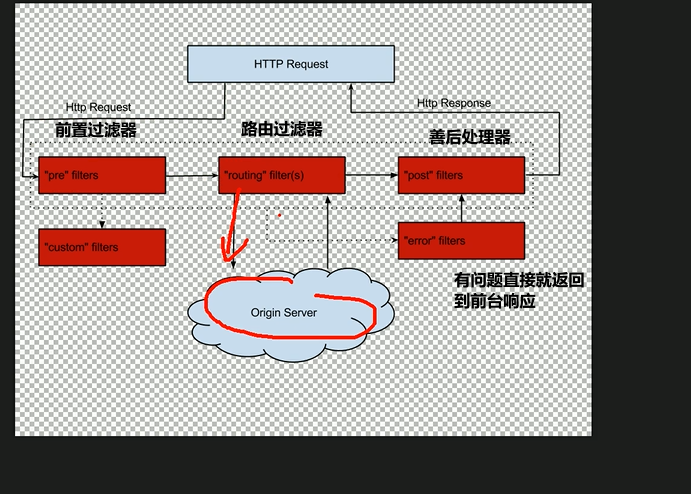 HTTP Request
Http Request
Http Response
前置过滤器
路由过滤器
善后处理器
"pre" filters
"routing" filter(s)
"post" filters
"custom" filters
"error" filters
有问题直接就返回
到前台响应
Origin Server